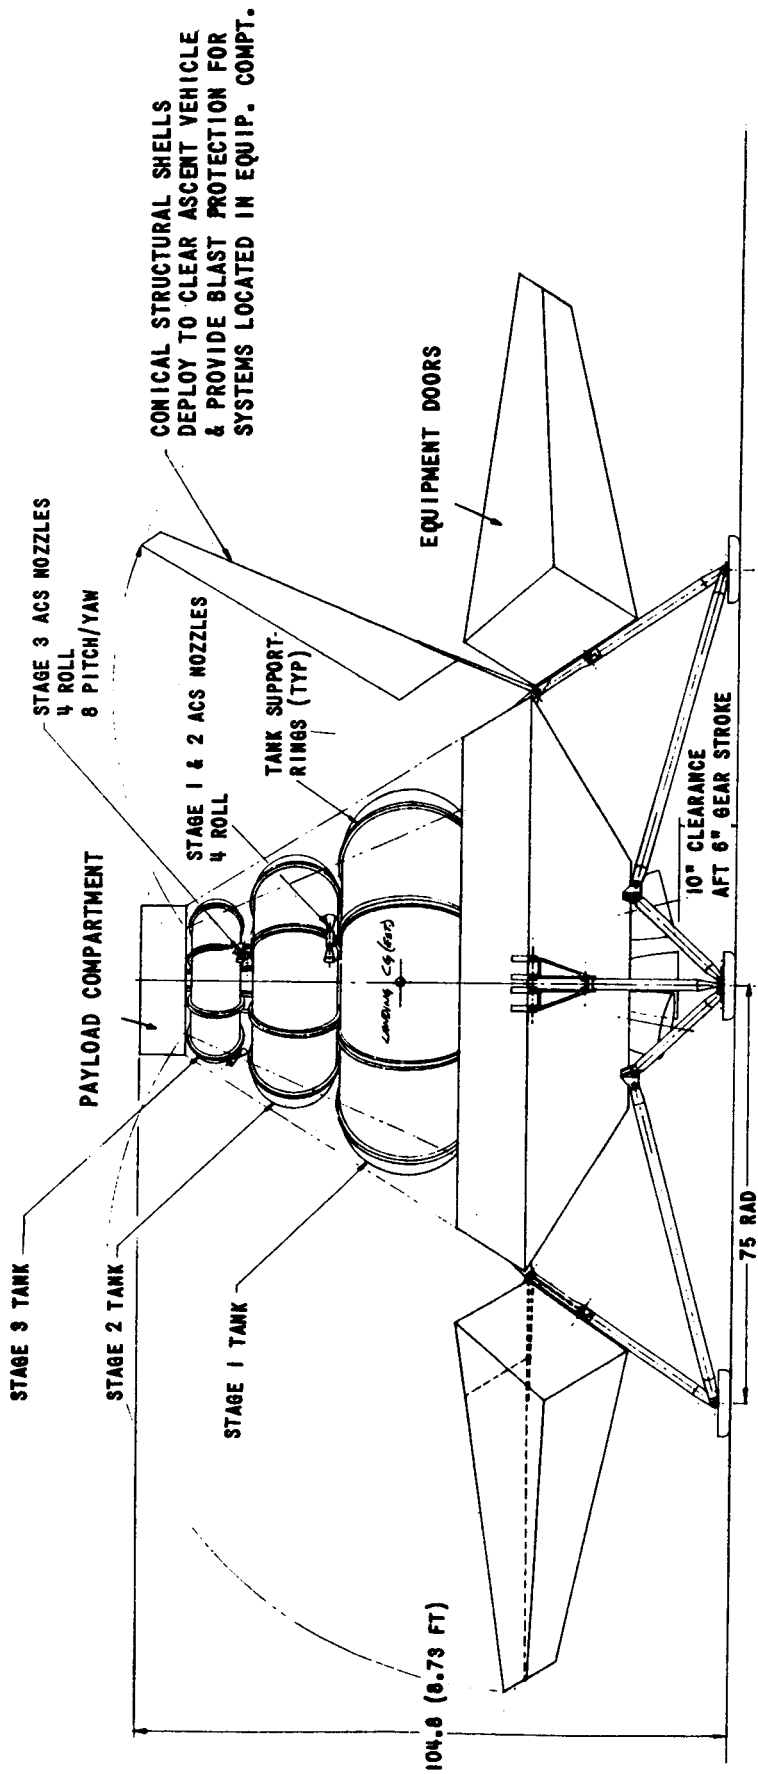 CONICAL STRUCTURAL SHELLS
DEPLOY TO CLEAR ASCENT VEHICLE
& PROVIDE BLAST PROTECTION FOR
SYSTEMS LOCATED IN EQUIP. COMPT.
STAGE 3 ACS NOZZLES
4 ROLL
8 PITCH/YAW
STAGE 1 & 2 ACS NOZZLES
4 ROLL
TANK SUPPORT-
RINGS (TYP)
EQUIPMENT DOORS
PAYLOAD COMPARTMENT
LANDING CG (EST)
10" CLEARANCE
AFT 6" GEAR STROKE
STAGE 3 TANK
STAGE 2 TANK
STAGE 1 TANK
75 RAD
104.8 (8.73 FT)